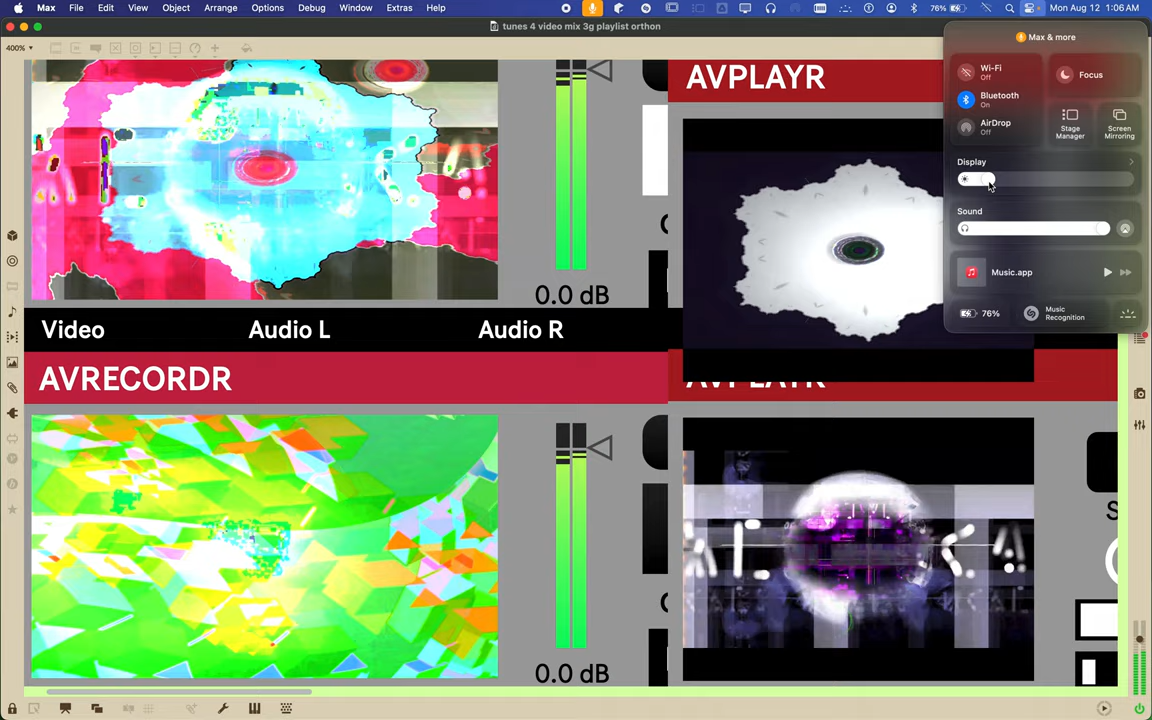 Max File Edit View Object Arrange Options Debug Window Extras Help 76% Mon Aug 12 1:06 AM
tunes 4 video mix 3g playlist orthon
400%
Max & more
Wi-Fi
Off
Focus
Bluetooth
On
AirDrop
Off
Stage
Manager
Screen
Mirroring
Display
Sound
Music.app
76%
Music
Recognition
AVPLAYR
0.0 dB
Video Audio L Audio R
AVRECORDR
AVPLAYR
0.0 dB